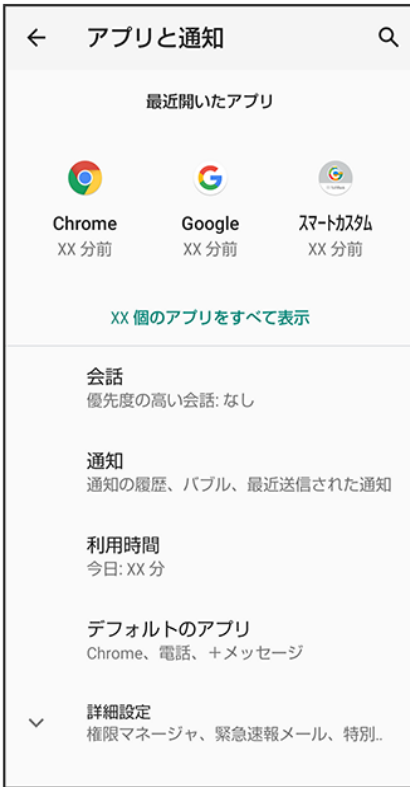 アプリと通知
最近開いたアプリ
Chrome Google スマートカスタム
XX 分前 XX 分前 XX 分前
XX 個のアプリをすべて表示
会話
優先度の高い会話: なし
通知
通知の履歴、バブル、最近送信された通知
利用時間
今日: XX 分
デフォルトのアプリ
Chrome、電話、＋メッセージ
詳細設定
権限マネージャ、緊急速報メール、特別..